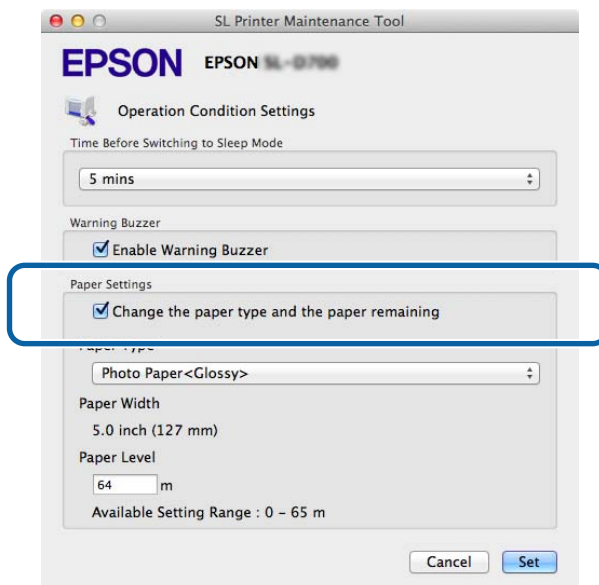 SL Printer Maintenance Tool
EPSON EPSON
Operation Condition Settings
Time Before Switching to Sleep Mode
5 mins
Warning Buzzer
Enable Warning Buzzer
Paper Settings
Change the paper type and the paper remaining
Paper Type
Photo Paper<Glossy>
Paper Width
5.0 inch (127 mm)
Paper Level
64 m
Available Setting Range : 0 – 65 m
Cancel Set